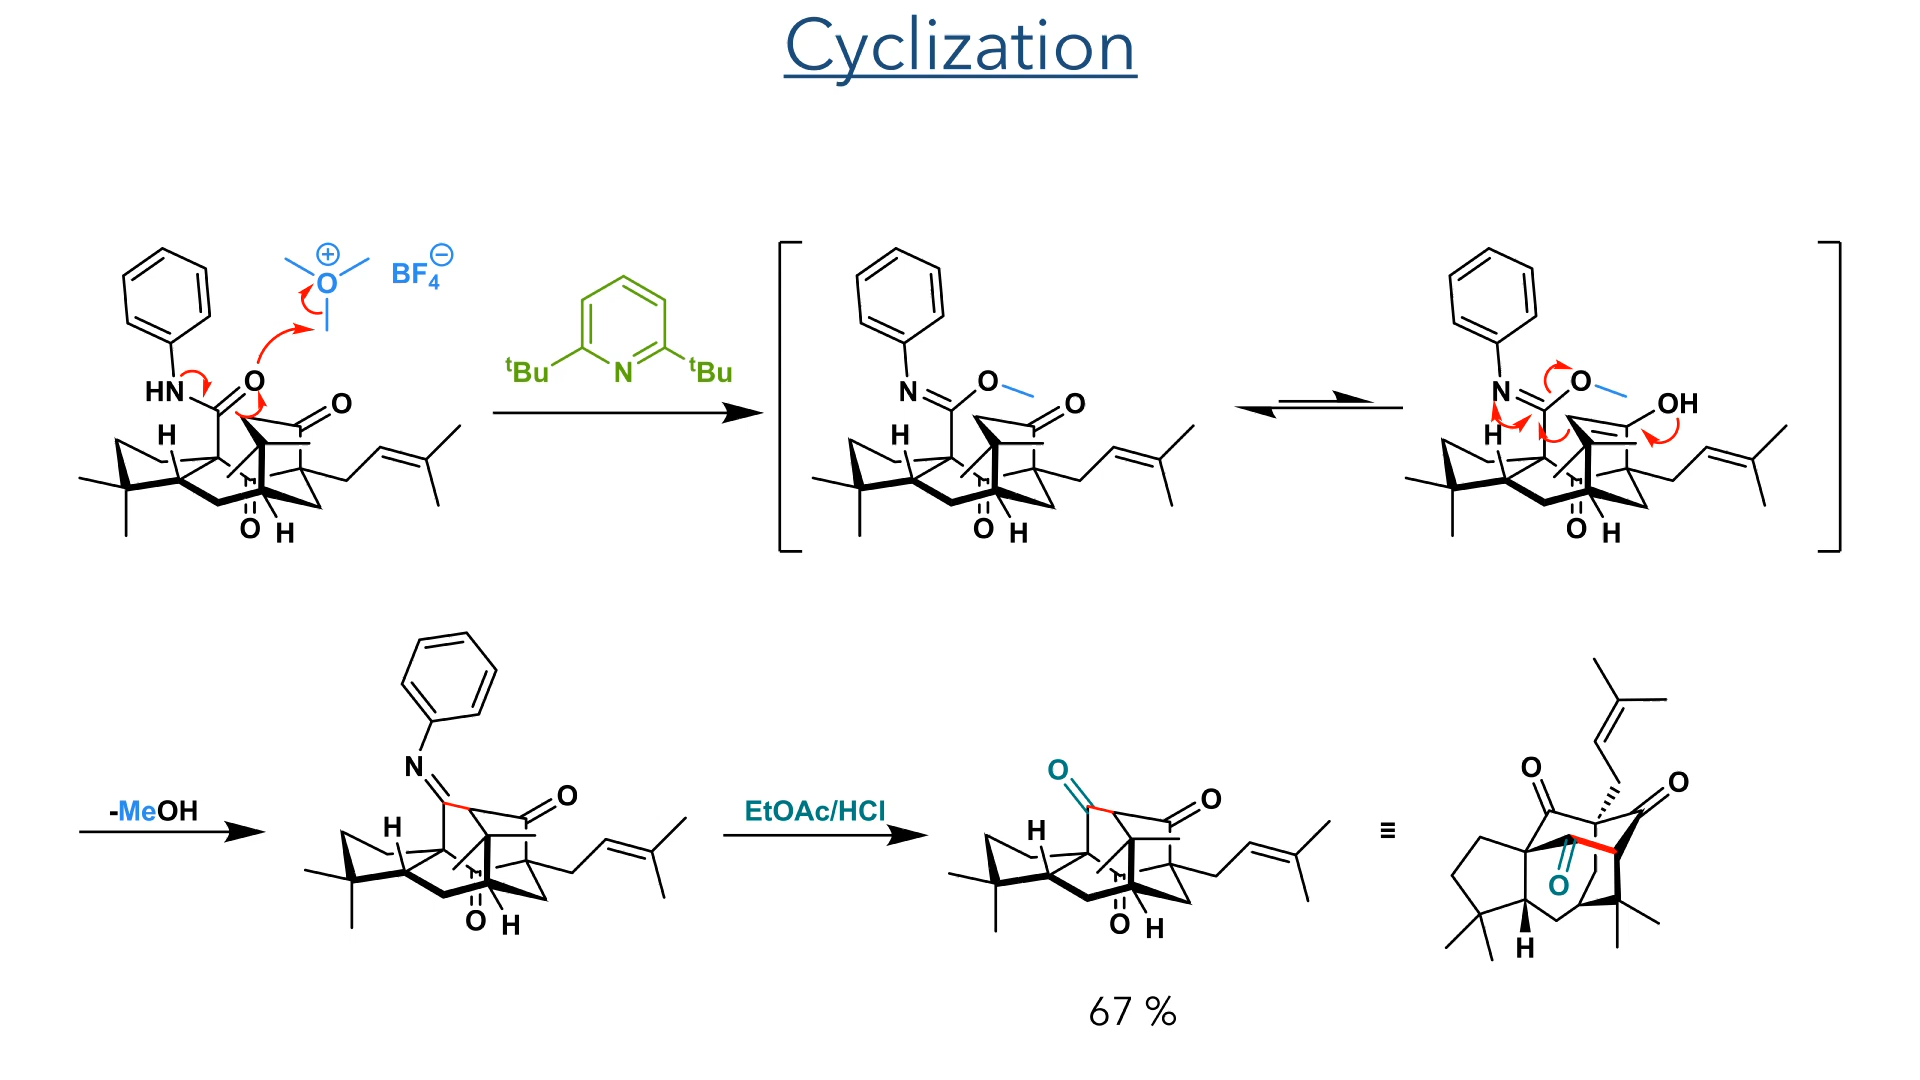 Cyclization
⊕
O
BF4
⊖
HN
O
O
H
O
H
tBu
N
tBu
N
O
O
H
O
H
N
O
OH
H
O
H
-MeOH
N
O
H
O
H
EtOAc/HCl
O
O
H
O
H
≡
O
O
O
H
67 %